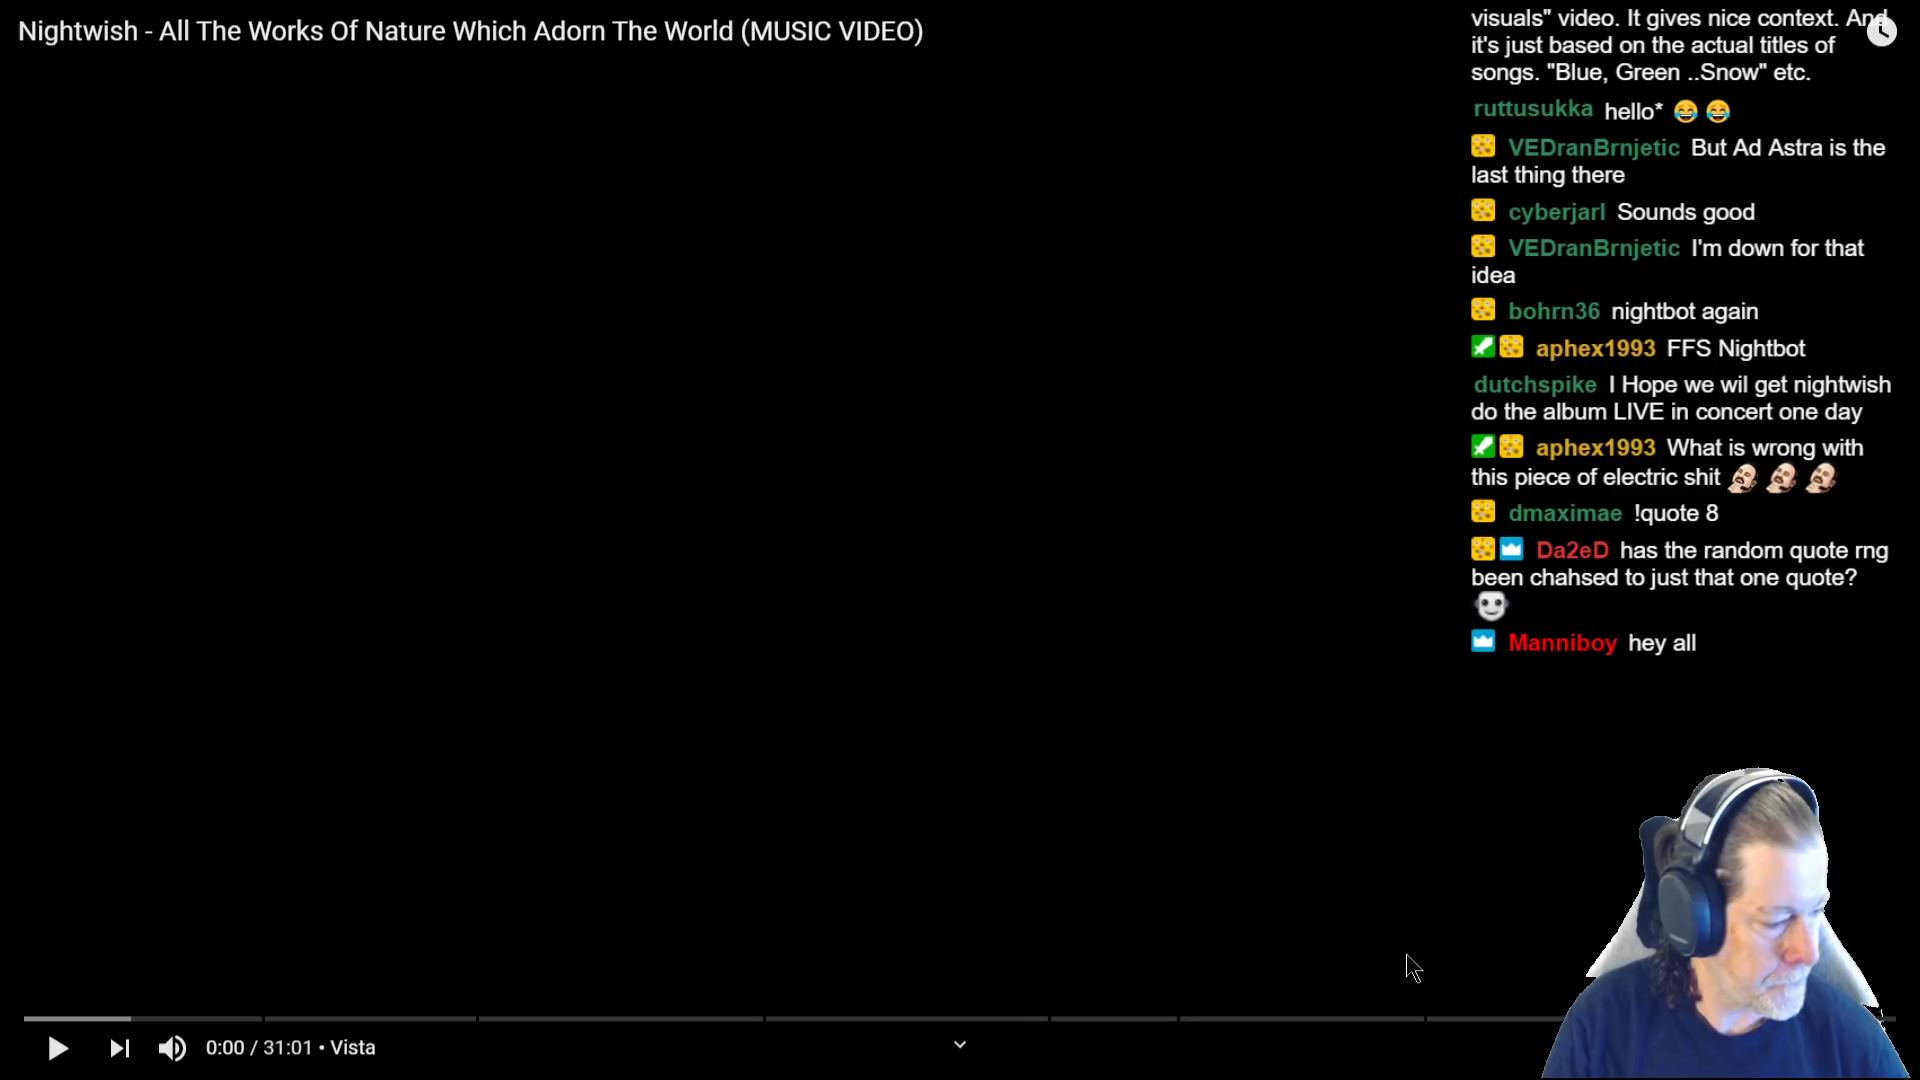 Nightwish - All The Works Of Nature Which Adorn The World (MUSIC VIDEO)
visuals" video. It gives nice context. And
it's just based on the actual titles of
songs. "Blue, Green ..Snow" etc.
ruttusukka hello*
VEDranBrnjetic But Ad Astra is the
last thing there
cyberjarl Sounds good
VEDranBrnjetic I'm down for that
idea
bohrn36 nightbot again
aphex1993 FFS Nightbot
dutchspike I Hope we wil get nightwish
do the album LIVE in concert one day
aphex1993 What is wrong with
this piece of electric shit
dmaximae !quote 8
Da2eD has the random quote rng
been chahsed to just that one quote?
Manniboy hey all
0:00 / 31:01 • Vista